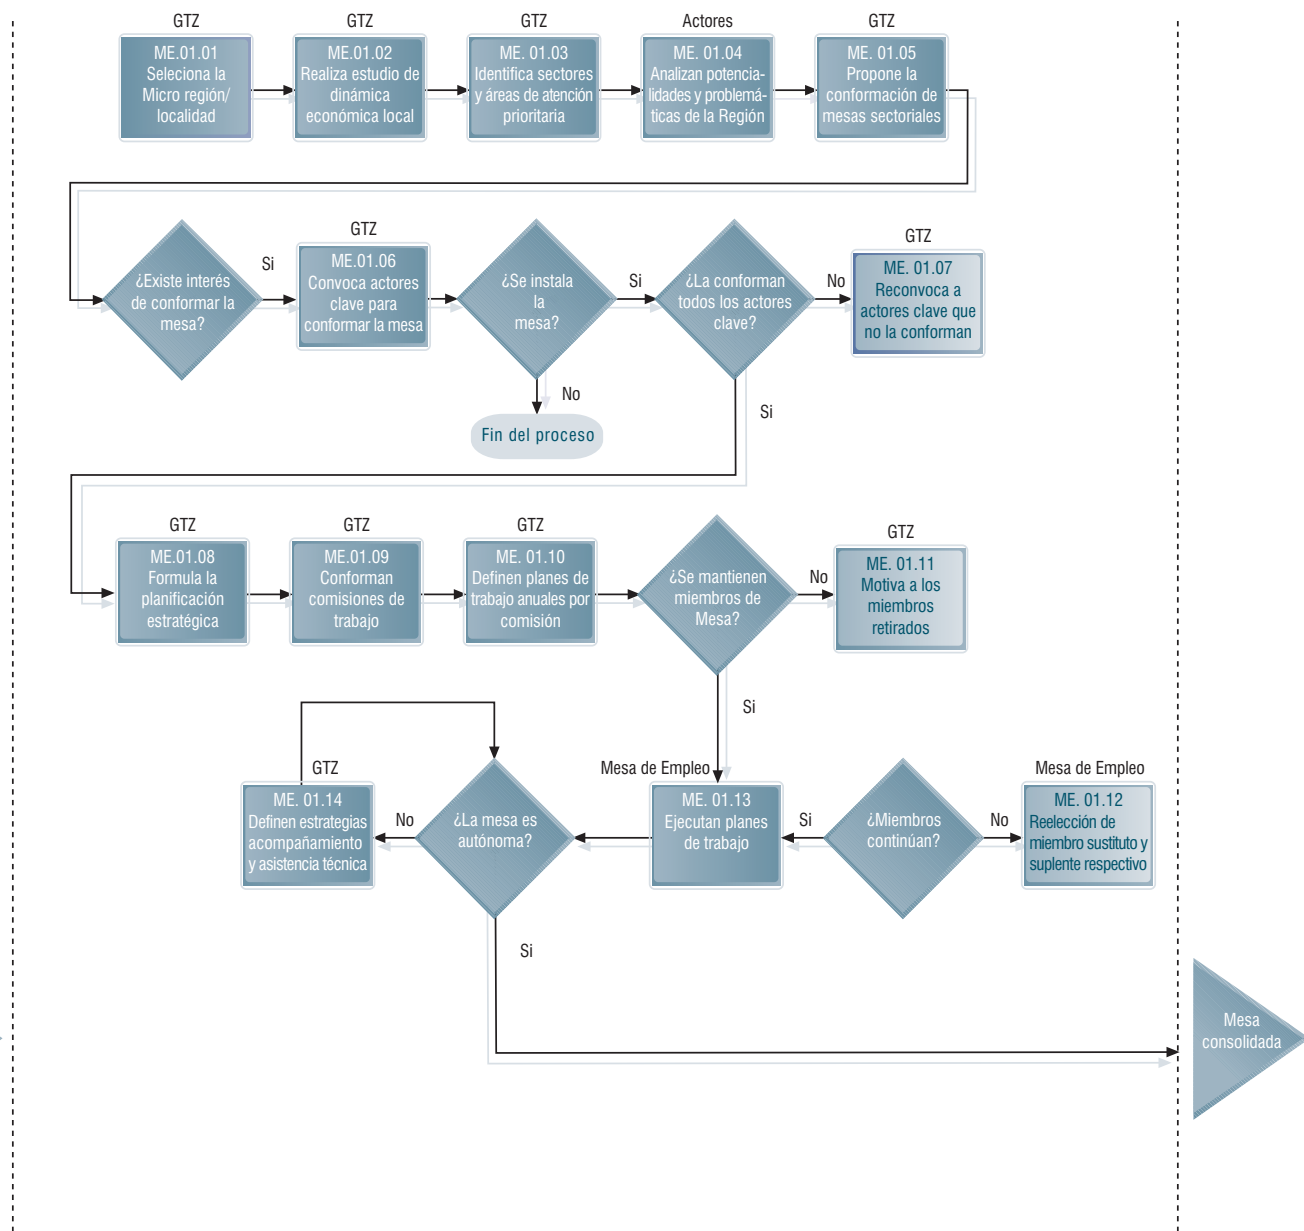 GTZ
GTZ
GTZ
Actores
GTZ
ME.01.01
Seleciona la
Micro región/
localidad
ME.01.02
Realiza estudio de
dinámica
económica local
ME. 01.03
Identifica sectores
y áreas de atención
prioritaria
ME. 01.04
Analizan potencia-
lidades y problemá-
ticas de la Región
ME. 01.05
Propone la
conformación de
mesas sectoriales
¿Existe interés
de conformar la
mesa?
Si
GTZ
ME.01.06
Convoca actores
clave para
conformar la mesa
¿Se instala
la
mesa?
Si
No
Fin del proceso
¿La conforman
todos los actores
clave?
No
Si
GTZ
ME. 01.07
Reconvoca a
actores clave que
no la conforman
GTZ
ME.01.08
Formula la
planificación
estratégica
GTZ
ME.01.09
Conforman
comisiones de
trabajo
GTZ
ME. 01.10
Definen planes de
trabajo anuales por
comisión
¿Se mantienen
miembros de
Mesa?
No
Si
GTZ
ME. 01.11
Motiva a los
miembros
retirados
GTZ
ME. 01.14
Definen estrategias
acompañamiento
y asistencia técnica
No
¿La mesa es
autónoma?
Si
Mesa de Empleo
ME. 01.13
Ejecutan planes
de trabajo
Si
¿Miembros
continúan?
No
Mesa de Empleo
ME. 01.12
Reelección de
miembro sustituto y
suplente respectivo
Mesa
consolidada